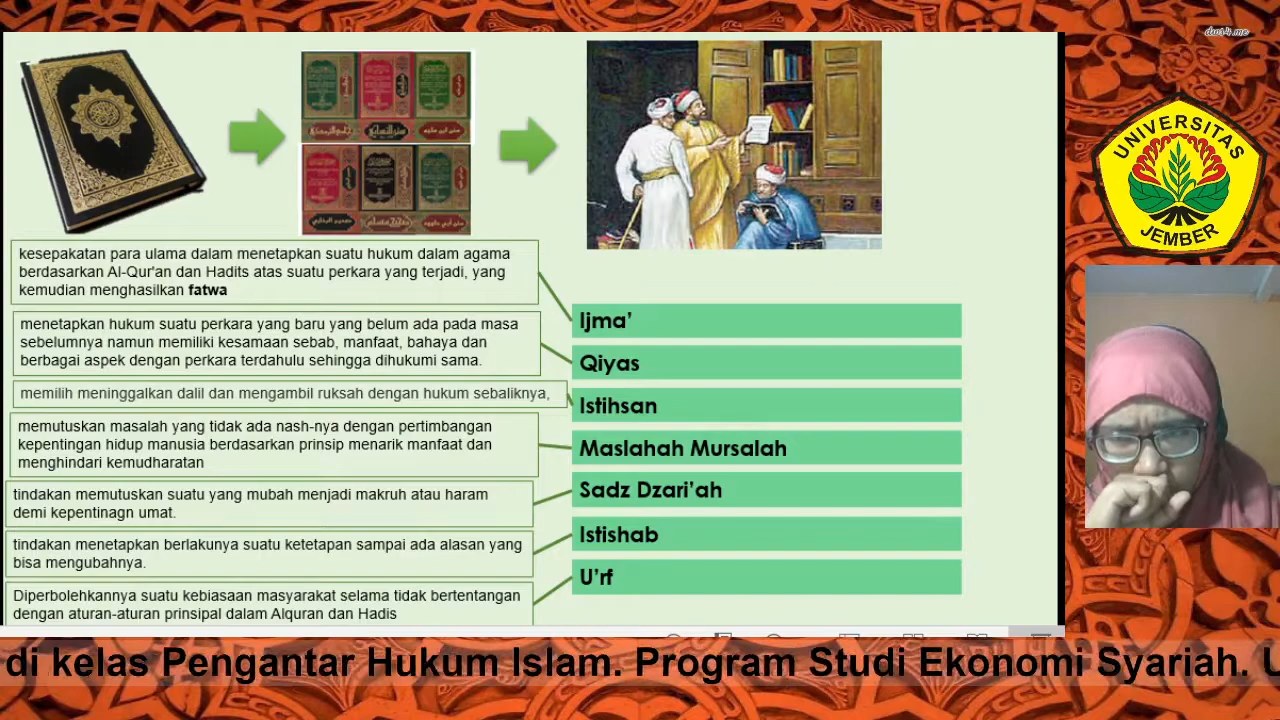 dwsh.me
UNIVERSITAS
JEMBER
kesepakatan para ulama dalam menetapkan suatu hukum dalam agama
berdasarkan Al-Qur'an dan Hadits atas suatu perkara yang terjadi, yang
kemudian menghasilkan fatwa
menetapkan hukum suatu perkara yang baru yang belum ada pada masa
sebelumnya namun memiliki kesamaan sebab, manfaat, bahaya dan
berbagai aspek dengan perkara terdahulu sehingga dihukumi sama.
memilih meninggalkan dalil dan mengambil ruksah dengan hukum sebaliknya,
memutuskan masalah yang tidak ada nash-nya dengan pertimbangan
kepentingan hidup manusia berdasarkan prinsip menarik manfaat dan
menghindari kemudharatan
tindakan memutuskan suatu yang mubah menjadi makruh atau haram
demi kepentinagn umat.
tindakan menetapkan berlakunya suatu ketetapan sampai ada alasan yang
bisa mengubahnya.
Diperbolehkannya suatu kebiasaan masyarakat selama tidak bertentangan
dengan aturan-aturan prinsipal dalam Alquran dan Hadis
Ijma’
Qiyas
Istihsan
Maslahah Mursalah
Sadz Dzari’ah
Istishab
U’rf
di kelas Pengantar Hukum Islam. Program Studi Ekonomi Syariah. U